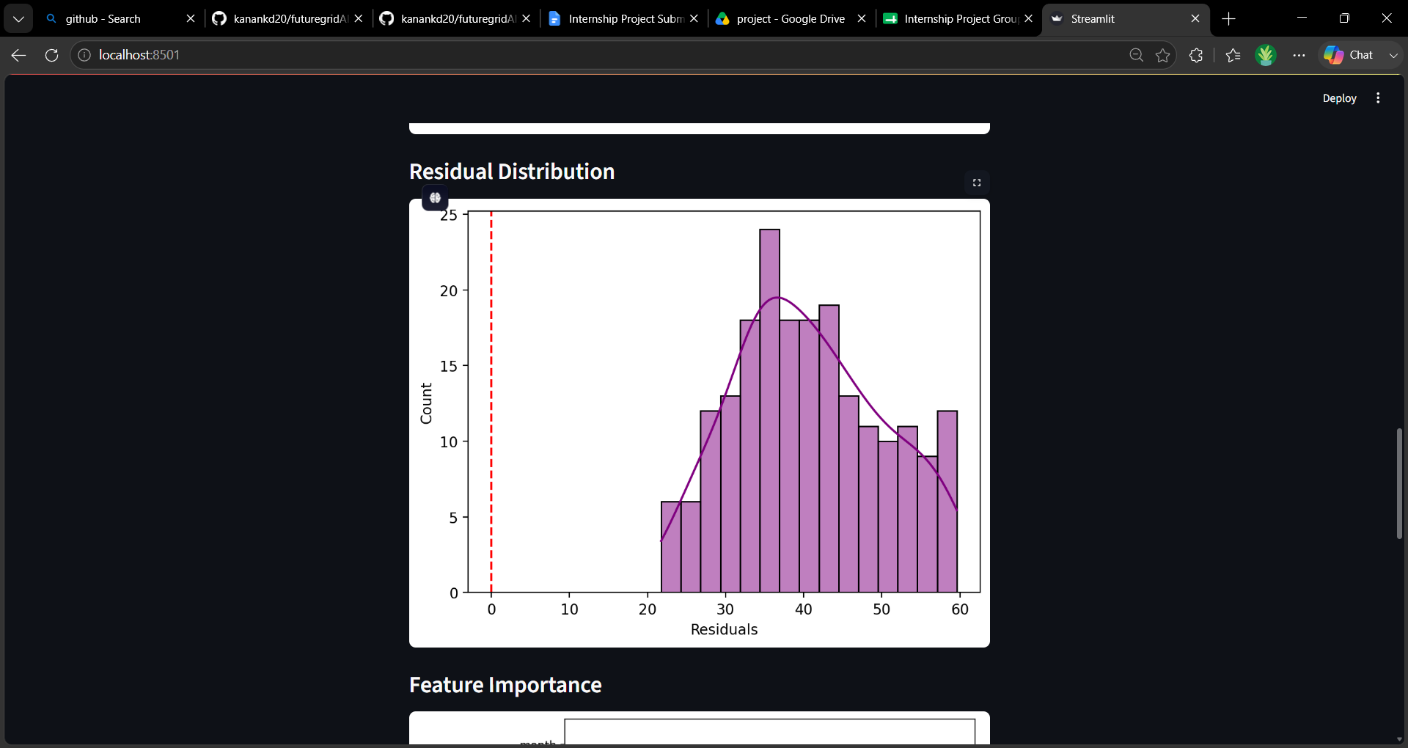 github - Search
kanankd20/futuregridAI
kanankd20/futuregridAI
Internship Project Subm
project - Google Drive
Internship Project Grou
Streamlit
localhost:8501
Chat
Deploy
Residual Distribution
25
20
15
10
5
0
Count
0 10 20 30 40 50 60
Residuals
Feature Importance
month